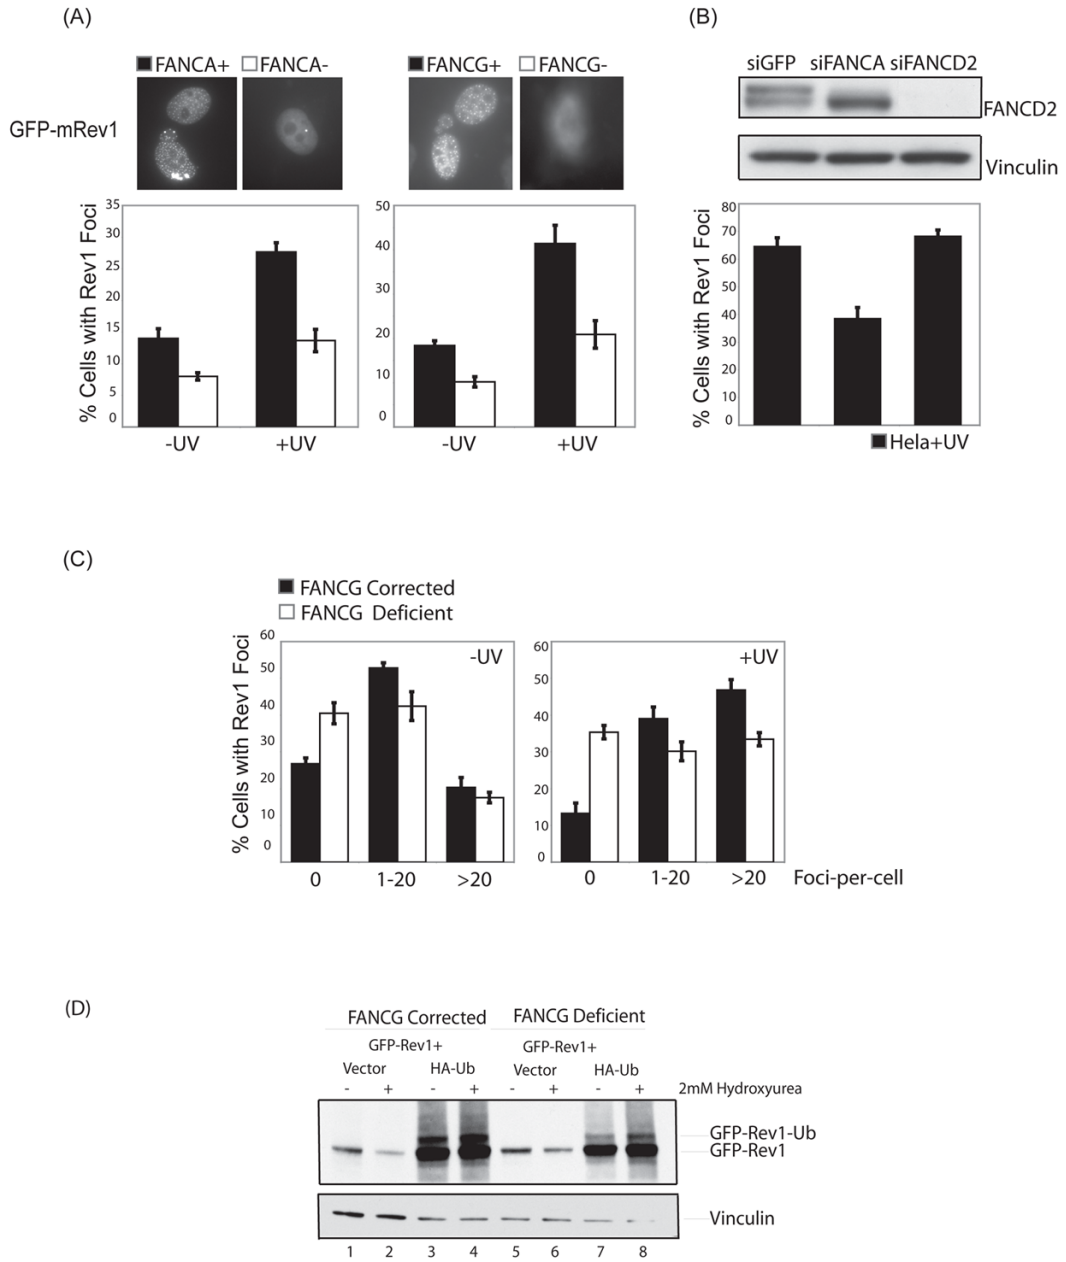 (A)
FANCA+ FANCA- FANCG+ FANCG-
GFP-mRev1
% Cells with Rev1 Foci
35
30
25
20
15
10
5
0
-UV +UV
50
40
30
20
10
0
-UV +UV
(B)
siGFP siFANCA siFANCD2
FANCD2
Vinculin
% Cells with Rev1 Foci
80
70
60
50
40
30
20
10
0
Hela+UV
(C)
FANCG Corrected
FANCG Deficient
% Cells with Rev1 Foci
60
50
40
30
20
10
0
-UV
0 1-20 >20
60
50
40
30
20
10
0
+UV
0 1-20 >20 Foci-per-cell
(D)
FANCG Corrected FANCG Deficient
GFP-Rev1+ GFP-Rev1+
Vector HA-Ub Vector HA-Ub
- + - + - + - + 2mM Hydroxyurea
GFP-Rev1-Ub
GFP-Rev1
Vinculin
1 2 3 4 5 6 7 8